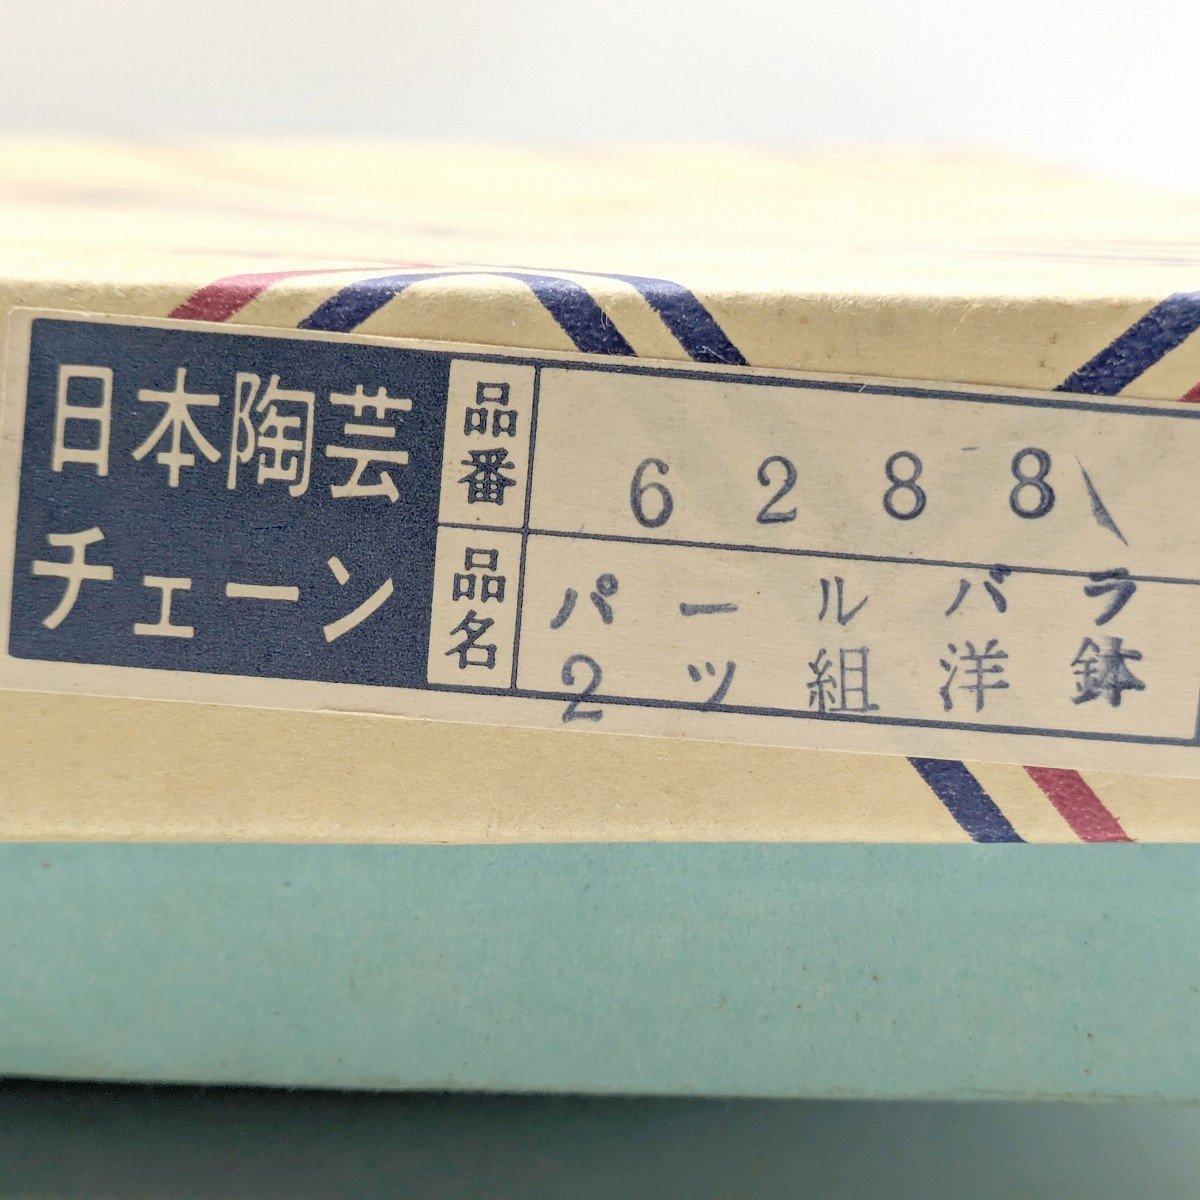 日本陶芸
チェーン
品番
6288
品名
パールバラ
2ツ組洋鉢